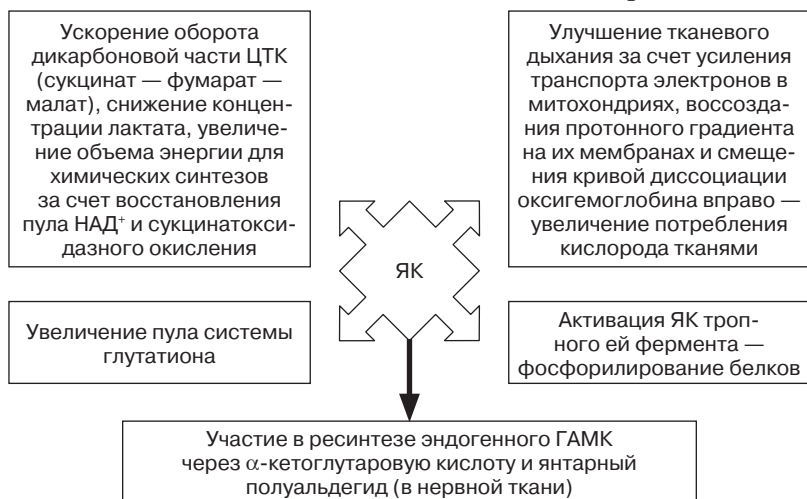 Ускорение оборота
дикарбоновой части ЦТК
(сукцинат — фумарат —
малат), снижение концен-
трации лактата, увеличе-
ние объема энергии для
химических синтезов
за счет восстановления
пула НАД⁺ и сукцинатокси-
дазного окисления
Улучшение тканевого
дыхания за счет усиления
транспорта электронов в
митохондриях, воссозда-
ния протонного градиента
на их мембранах и смеще-
ния кривой диссоциации
оксигемоглобина вправо —
увеличение потребления
кислорода тканями
ЯК
Увеличение пула системы
глутатиона
Активация ЯК троп-
ного ей фермента —
фосфорилирование белков
Участие в ресинтезе эндогенного ГАМК
через α-кетоглутаровую кислоту и янтарный
полуальдегид (в нервной ткани)